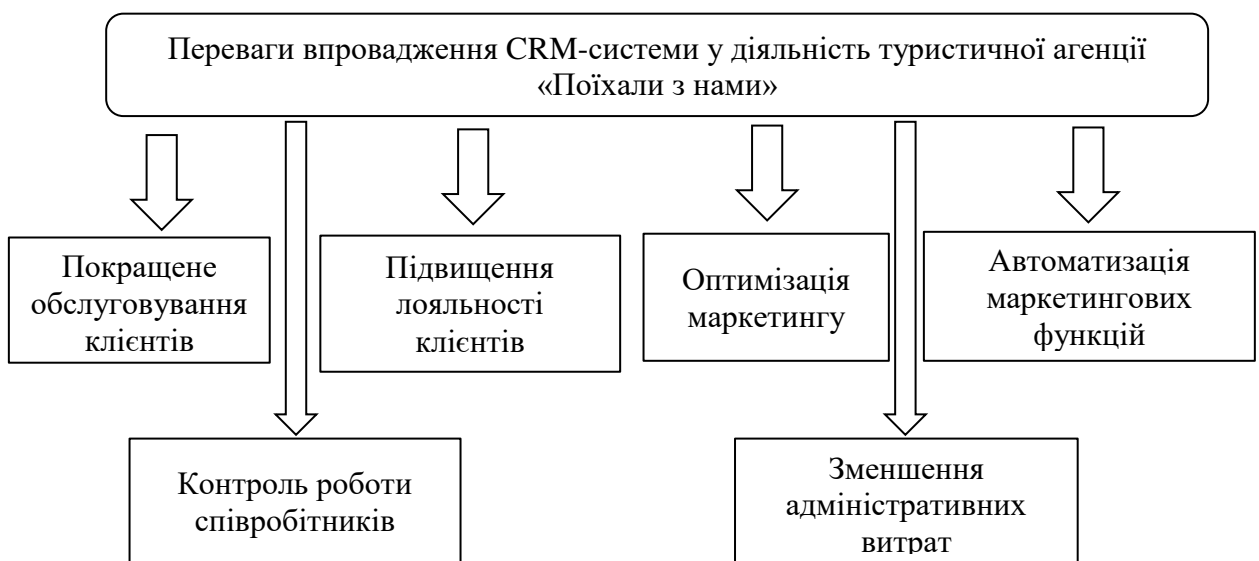 Переваги впровадження CRM-системи у діяльність туристичної агенції
«Поїхали з нами»
Покращене
обслуговування
клієнтів
Підвищення
лояльності
клієнтів
Оптимізація
маркетингу
Автоматизація
маркетингових
функцій
Контроль роботи
співробітників
Зменшення
адміністративних
витрат